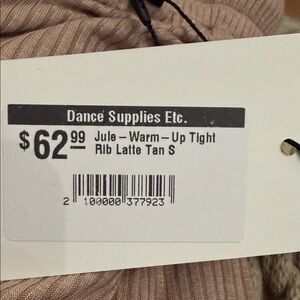 Dance Supplies Etc.
$62.99 Jule-Warm-Up Tight
Rib Latte Tan S
2 100000 377923